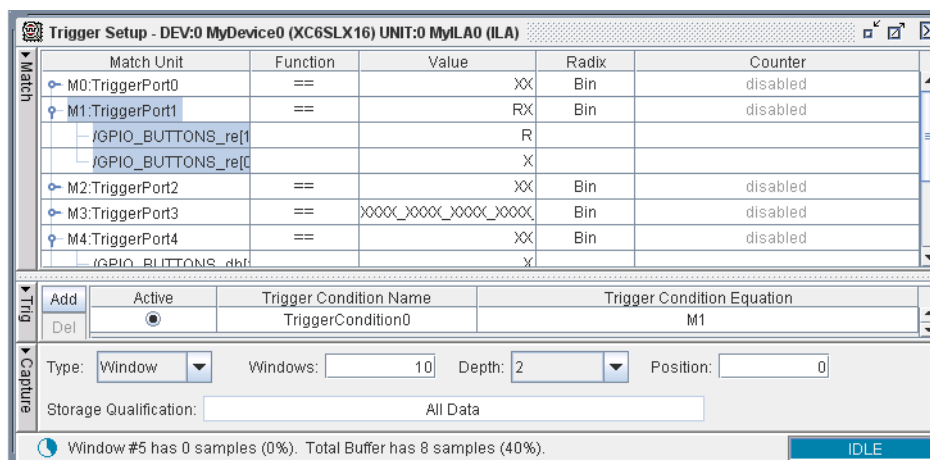 Trigger Setup - DEV:0 MyDevice0 (XC6SLX16) UNIT:0 MyILA0 (ILA)
Match
Match Unit Function Value Radix Counter
M0:TriggerPort0 == XX Bin disabled
M1:TriggerPort1 == RX Bin disabled
/GPIO_BUTTONS_re[1 R
/GPIO_BUTTONS_re[0 X
M2:TriggerPort2 == XX Bin disabled
M3:TriggerPort3 == XXXX_XXXX_XXXX_XXXX_ Bin disabled
M4:TriggerPort4 == XX Bin disabled
/GPIO_BUTTONS_db[ X
Trig
Add Active Trigger Condition Name Trigger Condition Equation
Del TriggerCondition0 M1
Capture
Type: Window Windows: 10 Depth: 2 Position: 0
Storage Qualification: All Data
Window #5 has 0 samples (0%). Total Buffer has 8 samples (40%). IDLE